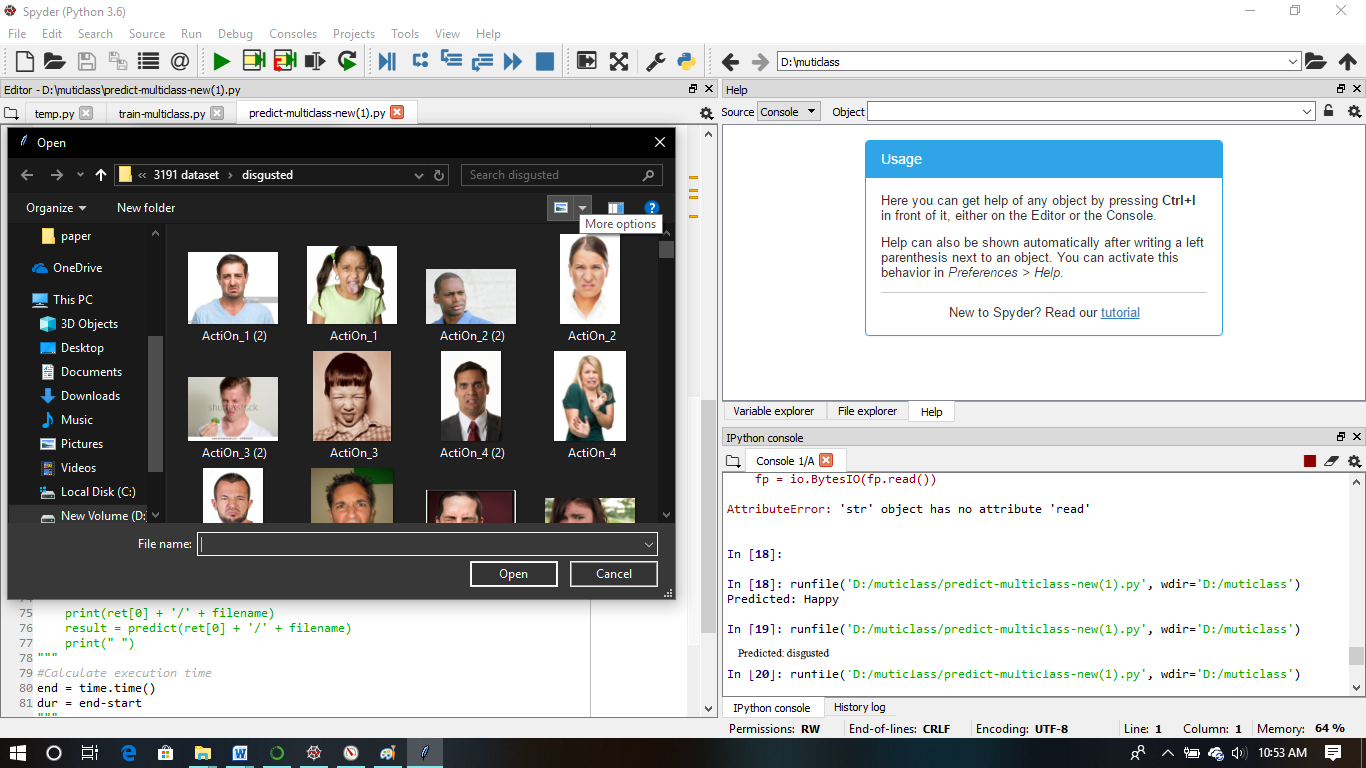 Spyder (Python 3.6)
File Edit Search Source Run Debug Consoles Projects Tools View Help
D:\muticlass
Editor - D:\muticlass\predict-multiclass-new(1).py
temp.py train-multiclass.py predict-multiclass-new(1).py
Open
« 3191 dataset › disgusted
Search disgusted
Organize New folder
More options
paper
OneDrive
This PC
3D Objects
Desktop
Documents
Downloads
Music
Pictures
Videos
Local Disk (C:)
New Volume (D:
ActiOn_1 (2) ActiOn_1 ActiOn_2 (2) ActiOn_2
ActiOn_3 (2) ActiOn_3 ActiOn_4 (2) ActiOn_4
File name:
Open Cancel
75 print(ret[0] + '/' + filename)
76 result = predict(ret[0] + '/' + filename)
77 print(" ")
78 """
79 #Calculate execution time
80 end = time.time()
81 dur = end-start
"""
Help
Source Console Object
Usage
Here you can get help of any object by pressing Ctrl+I
in front of it, either on the Editor or the Console.
Help can also be shown automatically after writing a left
parenthesis next to an object. You can activate this
behavior in Preferences > Help.
New to Spyder? Read our tutorial
Variable explorer File explorer Help
IPython console
Console 1/A
fp = io.BytesIO(fp.read())
AttributeError: 'str' object has no attribute 'read'
In [18]:
In [18]: runfile('D:/muticlass/predict-multiclass-new(1).py', wdir='D:/muticlass')
Predicted: Happy
In [19]: runfile('D:/muticlass/predict-multiclass-new(1).py', wdir='D:/muticlass')
Predicted: disgusted
In [20]: runfile('D:/muticlass/predict-multiclass-new(1).py', wdir='D:/muticlass')
IPython console History log
Permissions: RW End-of-lines: CRLF Encoding: UTF-8 Line: 1 Column: 1 Memory: 64 %
10:53 AM